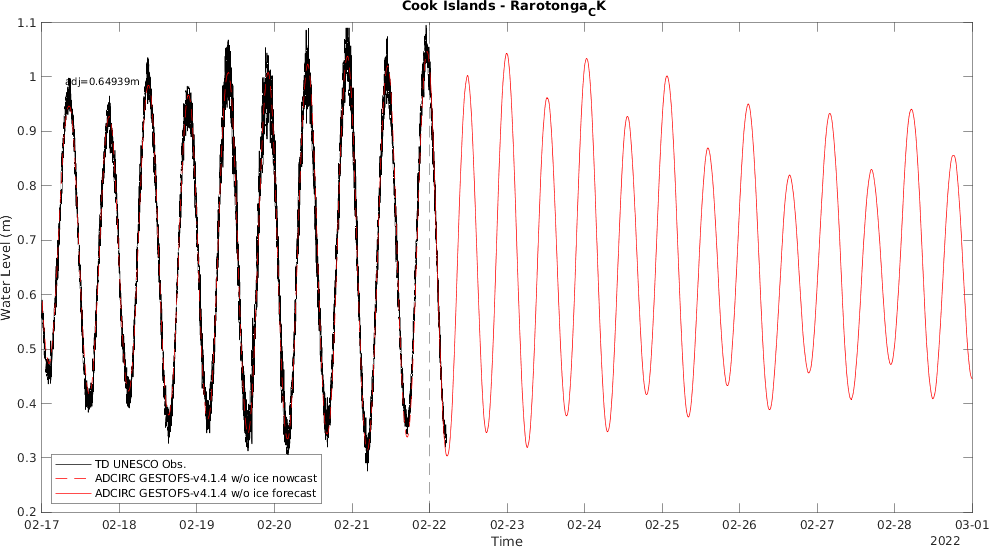 Cook Islands - Rarotonga_CK
1.1
1
0.9
0.8
0.7
0.6
0.5
0.4
0.3
0.2
Water Level (m)
adj=0.64939m
TD UNESCO Obs.
ADCIRC GESTOFS-v4.1.4 w/o ice nowcast
ADCIRC GESTOFS-v4.1.4 w/o ice forecast
02-17 02-18 02-19 02-20 02-21 02-22 02-23 02-24 02-25 02-26 02-27 02-28 03-01
Time
2022